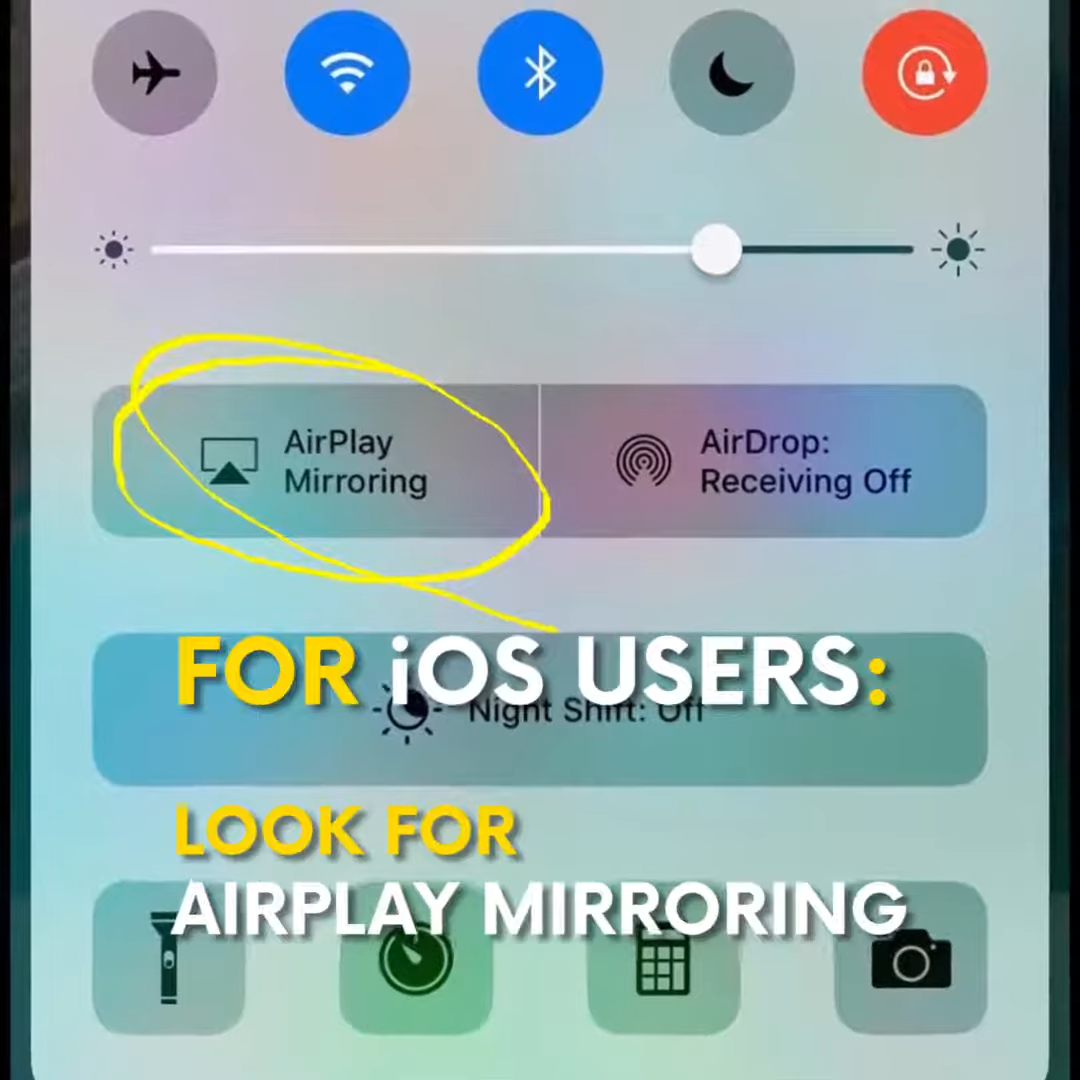 AirPlay
Mirroring
AirDrop:
Receiving Off
FOR iOS USERS:
Night Shift: Off
LOOK FOR
AIRPLAY MIRRORING